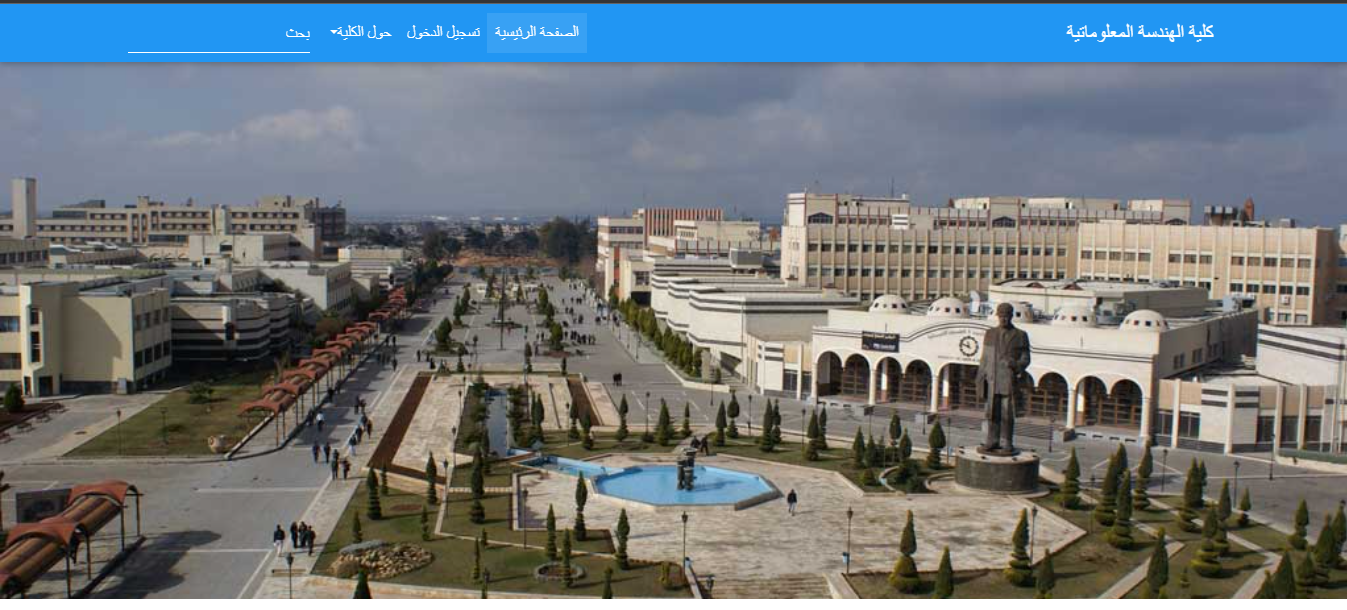 كلية الهندسة المعلوماتية
الصفحة الرئيسية
تسجيل الدخول
حول الكلية
بحث